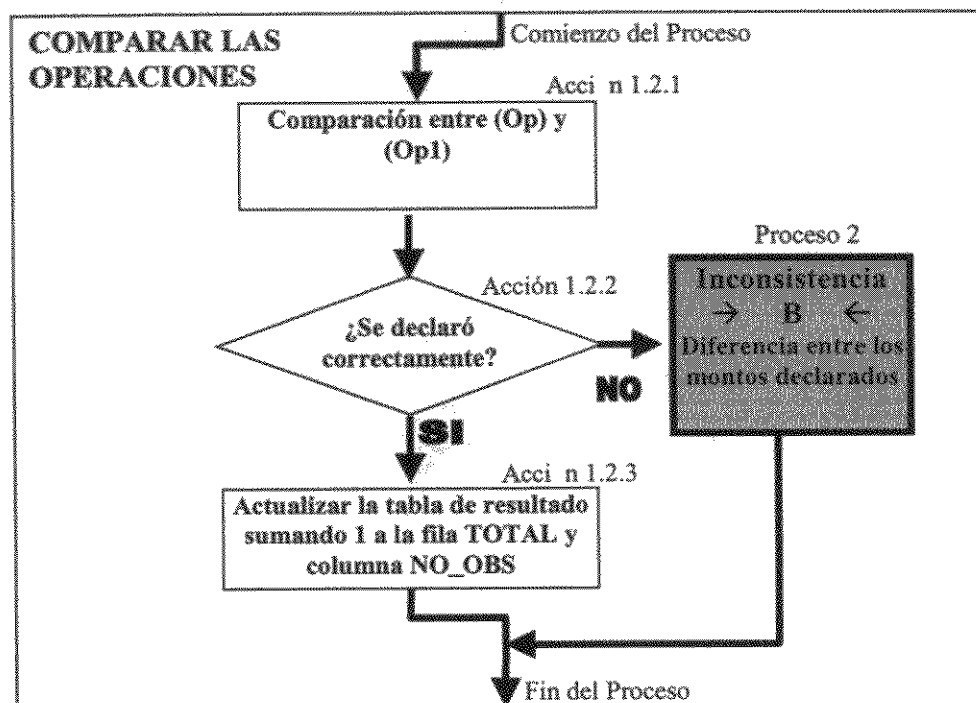 COMPARAR LAS
OPERACIONES
Comienzo del Proceso
Acci n 1.2.1
Comparación entre (Op) y
(Op1)
Proceso 2
Inconsistencia
→ B ←
Diferencia entre los
montos declarados
Acción 1.2.2
¿Se declaró
correctamente?
NO
SI
Acci n 1.2.3
Actualizar la tabla de resultado
sumando 1 a la fila TOTAL y
columna NO_OBS
Fin del Proceso